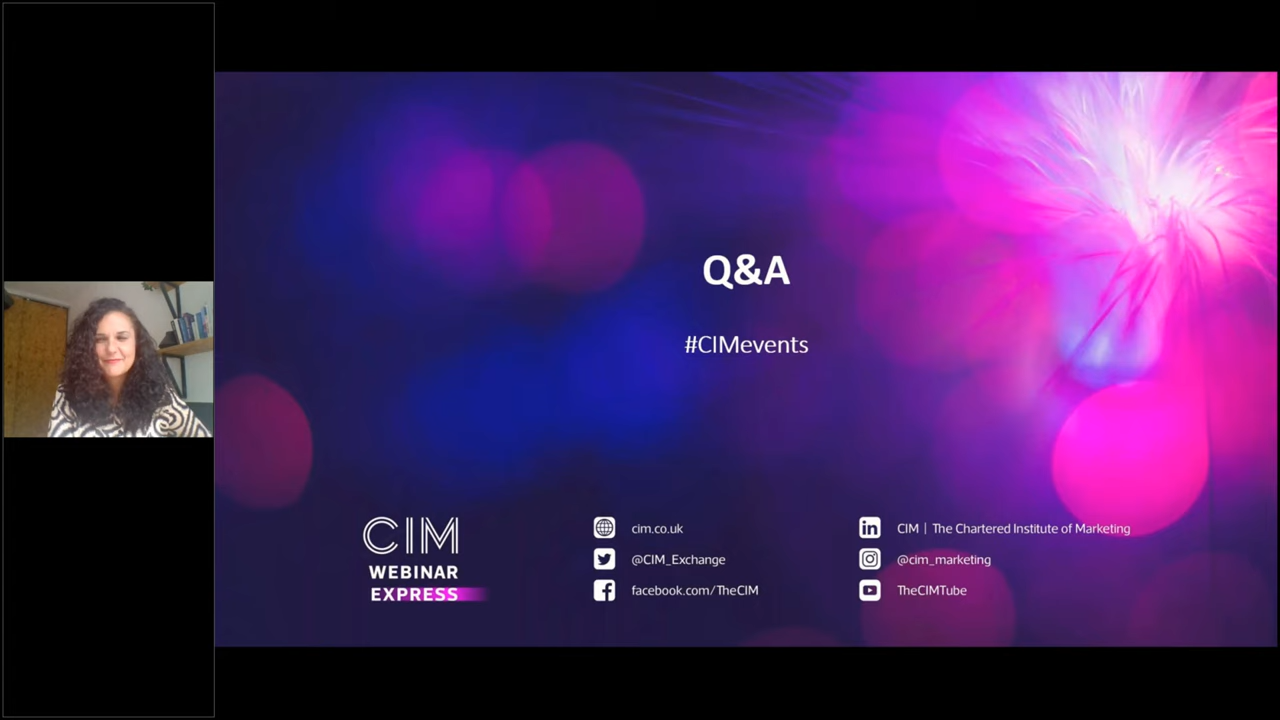 Q&A
#CIMevents
CIM
WEBINAR
EXPRESS
cim.co.uk
@CIM_Exchange
facebook.com/TheCIM
CIM | The Chartered Institute of Marketing
@cim_marketing
TheCIMTube